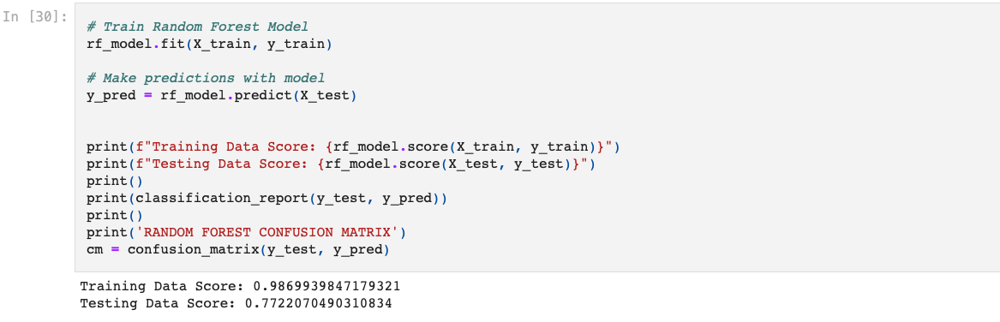 In [30]:
# Train Random Forest Model
rf_model.fit(X_train, y_train)
# Make predictions with model
y_pred = rf_model.predict(X_test)
print(f"Training Data Score: {rf_model.score(X_train, y_train)}")
print(f"Testing Data Score: {rf_model.score(X_test, y_test)}")
print()
print(classification_report(y_test, y_pred))
print()
print('RANDOM FOREST CONFUSION MATRIX')
cm = confusion_matrix(y_test, y_pred)
Training Data Score: 0.9869939847179321
Testing Data Score: 0.7722070490310834